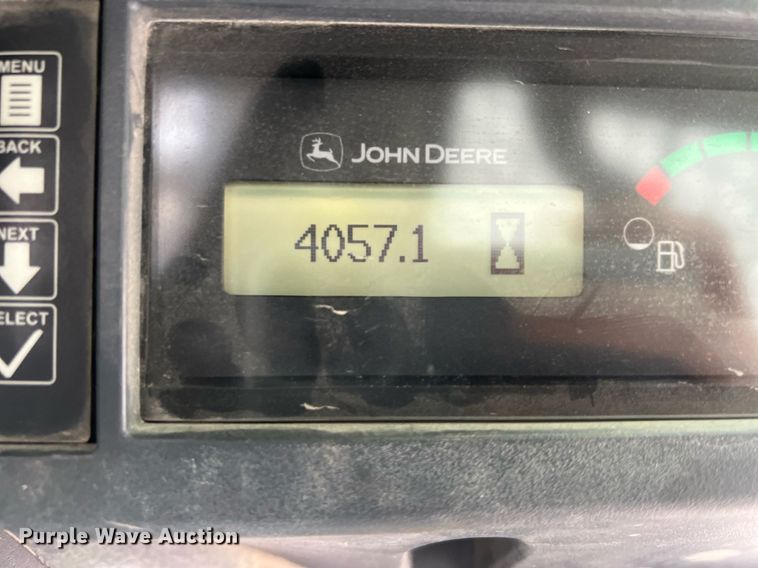 MENU
BACK
NEXT
ELECT
JOHN DEERE
4057.1
Purple Wave Auction